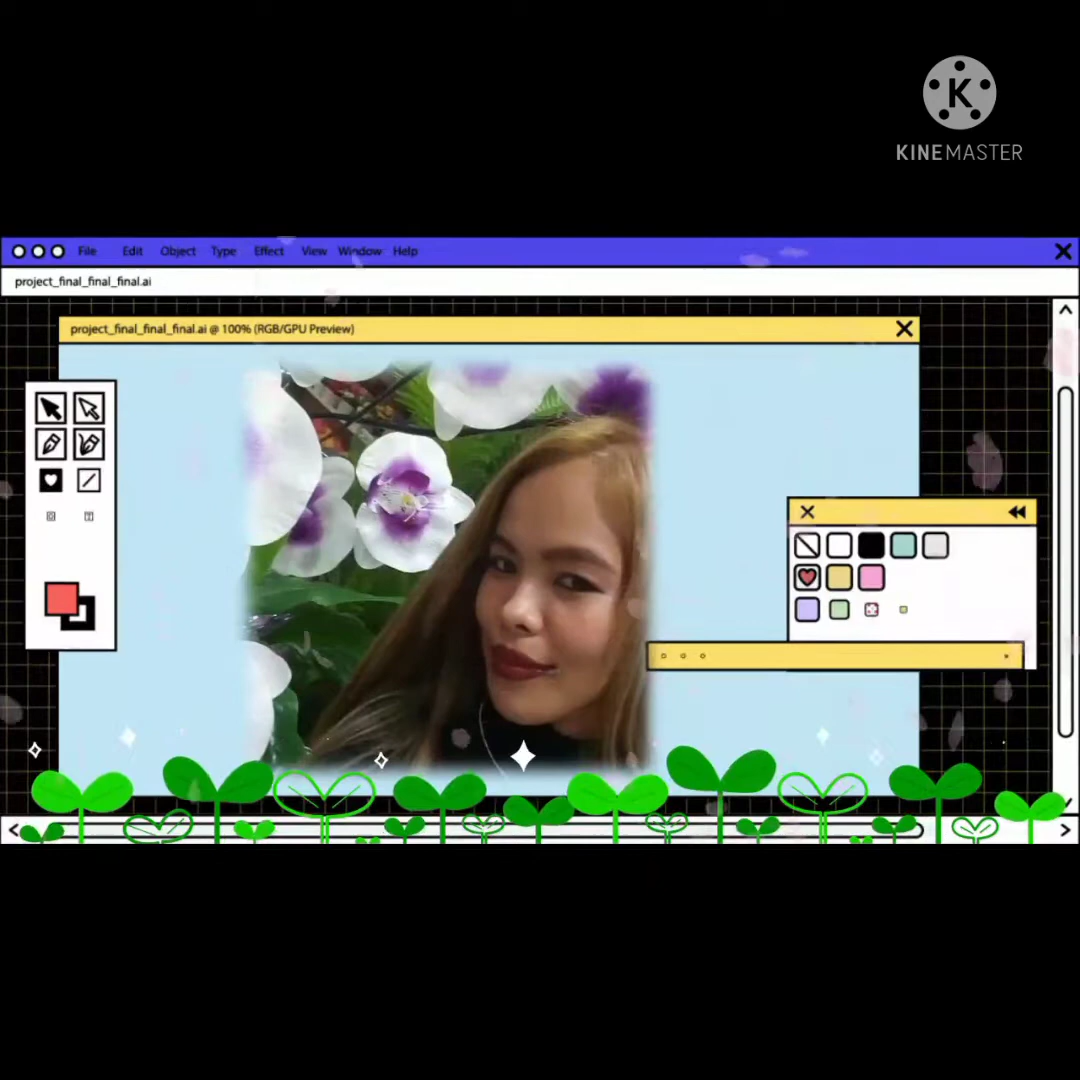 K
KINEMASTER
File Edit Object Type Effect View Window Help
project_final_final_final.ai
project_final_final_final.ai @ 100% (RGB/GPU Preview)